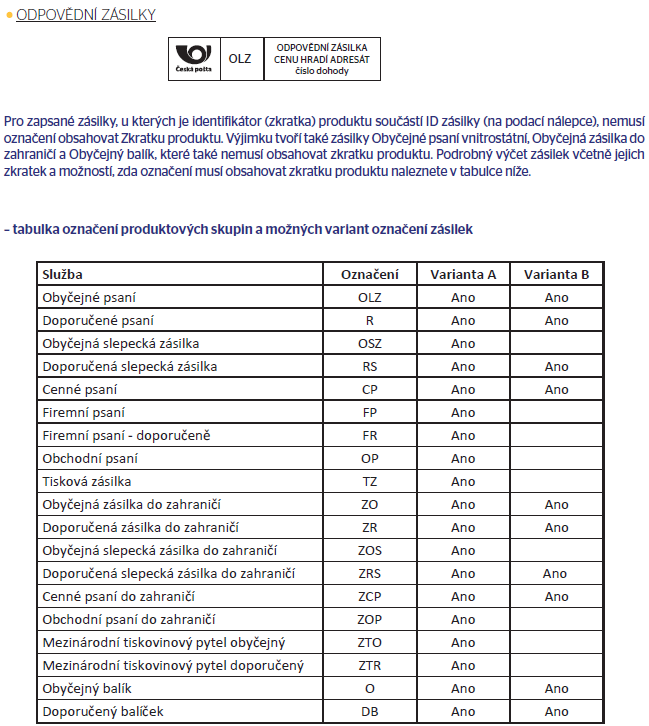 • ODPOVĚDNÍ ZÁSILKY
Česká pošta
OLZ
ODPOVĚDNÍ ZÁSILKA
CENU HRADÍ ADRESÁT
číslo dohody
Pro zapsané zásilky, u kterých je identifikátor (zkratka) produktu součástí ID zásilky (na podací nálepce), nemusí
označení obsahovat Zkratku produktu. Výjimku tvoří také zásilky Obyčejné psaní vnitrostátní, Obyčejná zásilka do
zahraničí a Obyčejný balík, které také nemusí obsahovat zkratku produktu. Podrobný výčet zásilek včetně jejich
zkratek a možností, zda označení musí obsahovat zkratku produktu naleznete v tabulce níže.
– tabulka označení produktových skupin a možných variant označení zásilek
Služba Označení Varianta A Varianta B
Obyčejné psaní OLZ Ano Ano
Doporučené psaní R Ano Ano
Obyčejná slepecká zásilka OSZ Ano
Doporučená slepecká zásilka RS Ano Ano
Cenné psaní CP Ano Ano
Firemní psaní FP Ano
Firemní psaní - doporučeně FR Ano
Obchodní psaní OP Ano
Tisková zásilka TZ Ano
Obyčejná zásilka do zahraničí ZO Ano Ano
Doporučená zásilka do zahraničí ZR Ano Ano
Obyčejná slepecká zásilka do zahraničí ZOS Ano
Doporučená slepecká zásilka do zahraničí ZRS Ano Ano
Cenné psaní do zahraničí ZCP Ano Ano
Obchodní psaní do zahraničí ZOP Ano
Mezinárodní tiskovinový pytel obyčejný ZTO Ano
Mezinárodní tiskovinový pytel doporučený ZTR Ano
Obyčejný balík O Ano Ano
Doporučený balíček DB Ano Ano